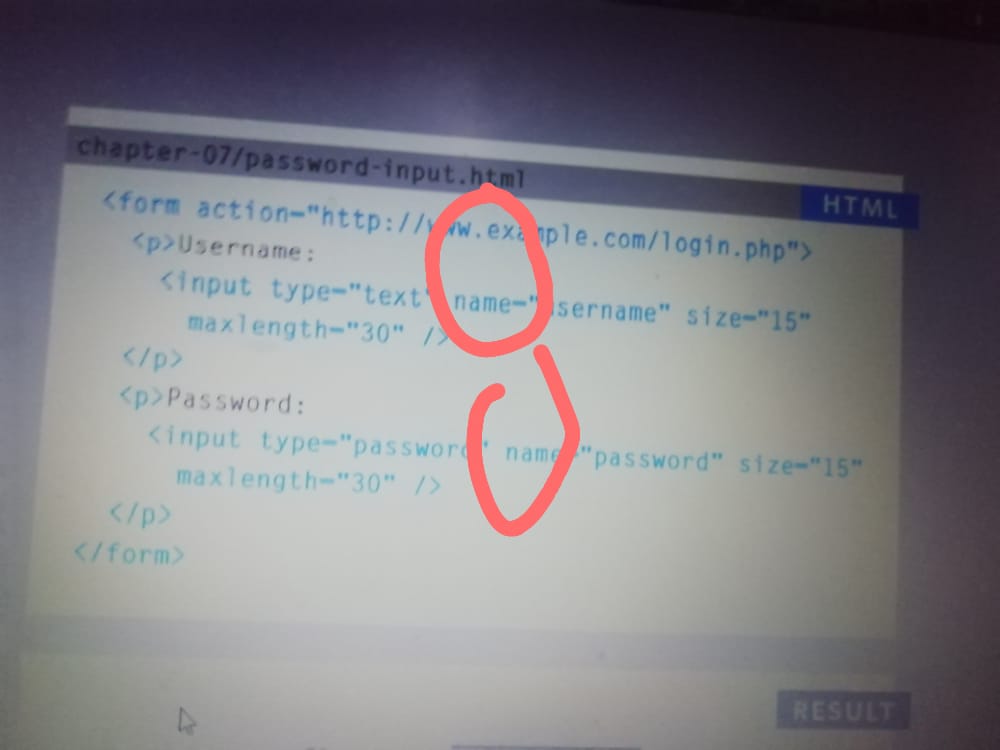 chapter-07/password-input.html
HTML
<form action="http://www.example.com/login.php">
<p>Username:
<input type="text" name="username" size="15"
maxlength="30" />
</p>
<p>Password:
<input type="password" name="password" size="15"
maxlength="30" />
</p>
</form>
RESULT